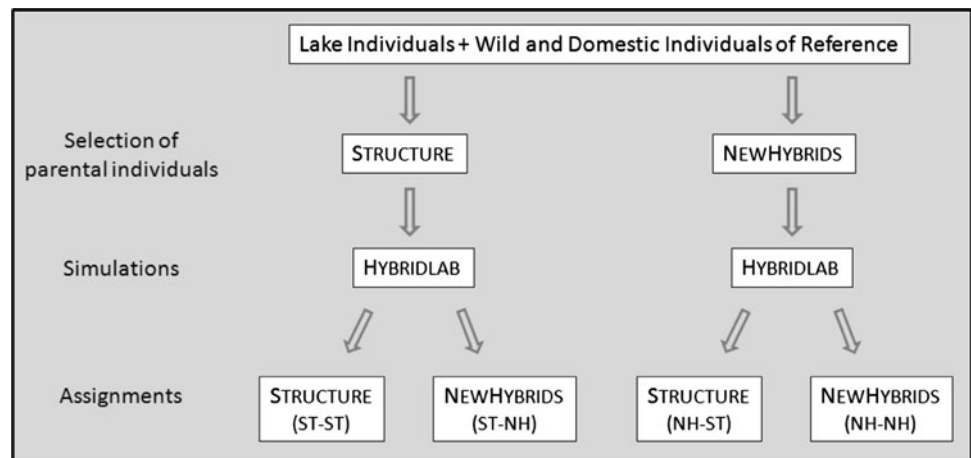 Lake Individuals + Wild and Domestic Individuals of Reference
Selection of
parental individuals
STRUCTURE
NEWHYBRIDS
Simulations
HYBRIDLAB
HYBRIDLAB
Assignments
STRUCTURE
(ST-ST)
NEWHYBRIDS
(ST-NH)
STRUCTURE
(NH-ST)
NEWHYBRIDS
(NH-NH)